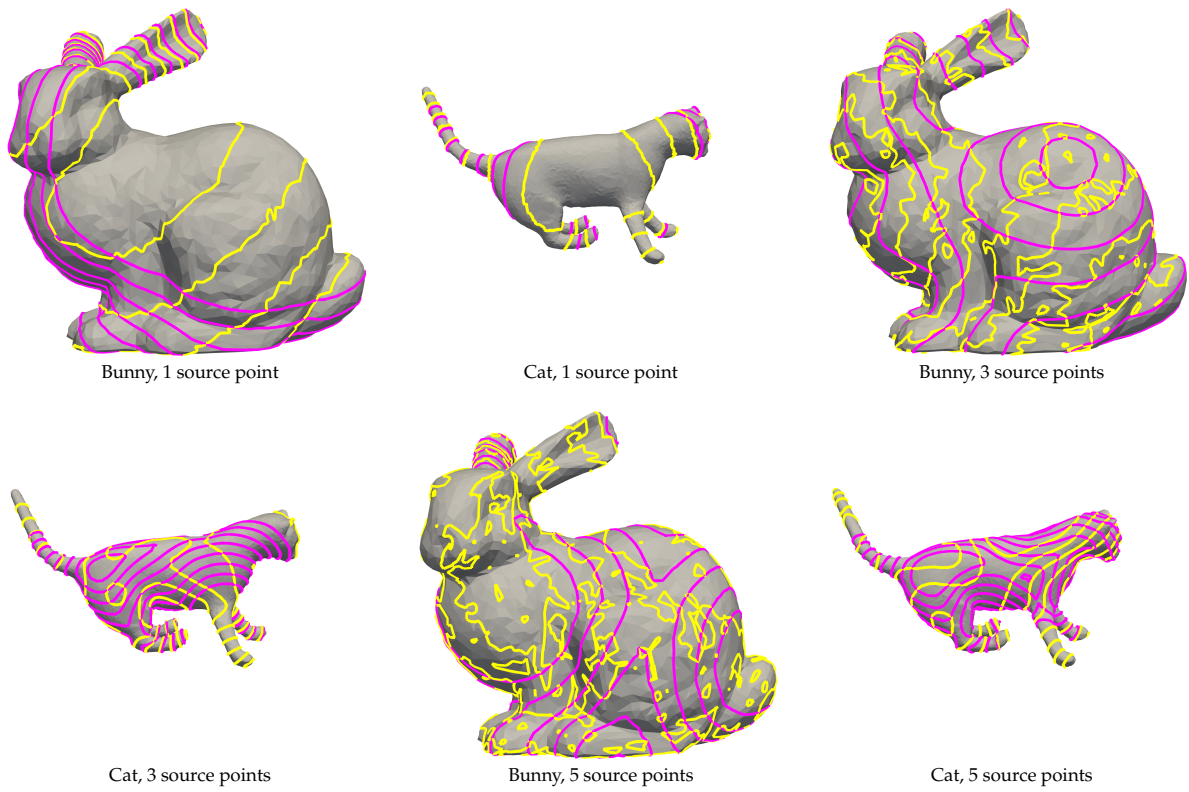 Bunny, 1 source point
Cat, 1 source point
Bunny, 3 source points
Cat, 3 source points
Bunny, 5 source points
Cat, 5 source points